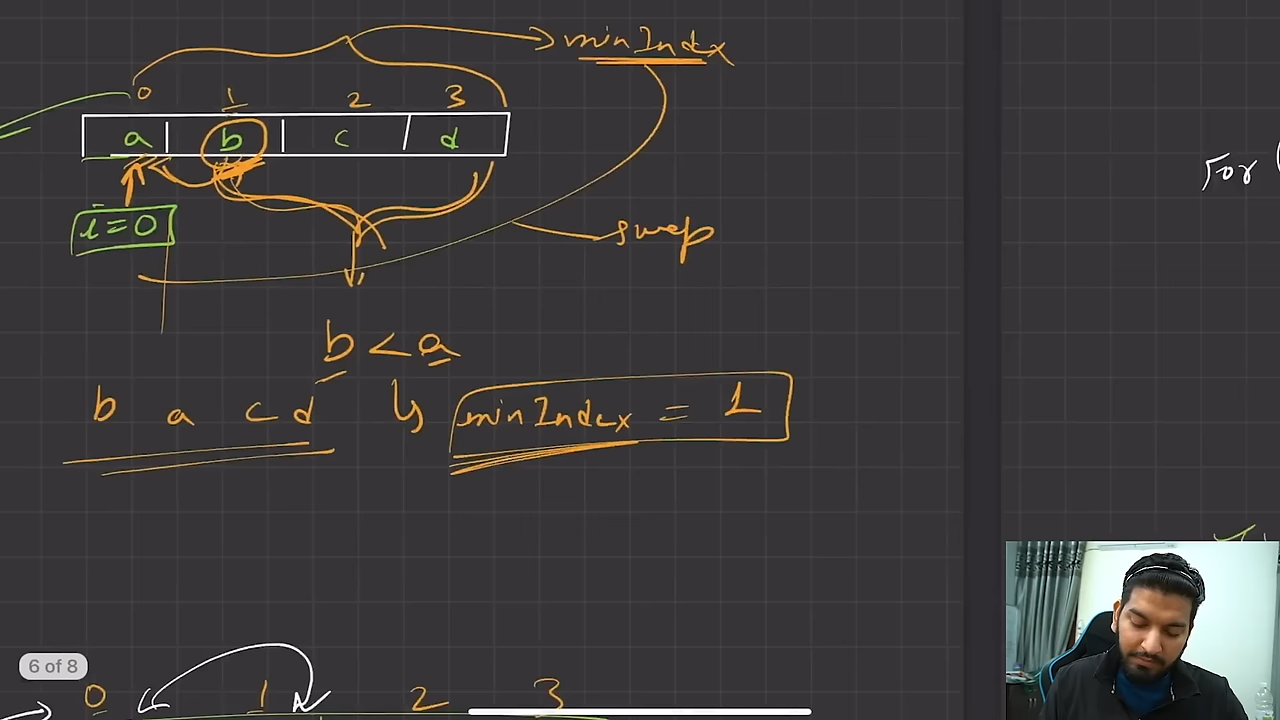 minIndex
0 1 2 3
a b c d
For
i=0
swap
b < a
b a c d
minIndex = 1
6 of 8
0 1 2 3